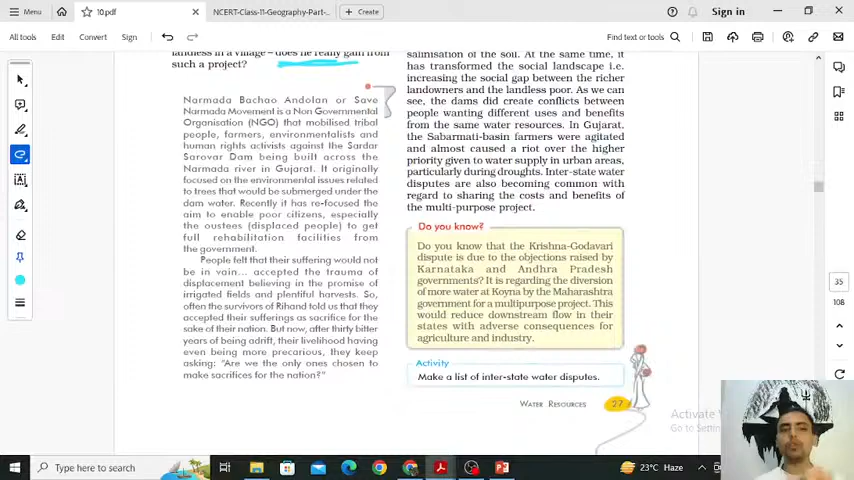 Menu
10.pdf
NCERT-Class-11-Geography-Part-
Create
Sign in
All tools
Edit
Convert
Sign
Find text or tools
landless in a village – does he really gain from
such a project?
Narmada Bachao Andolan or Save
Narmada Movement is a Non Governmental
Organisation (NGO) that mobilised tribal
people, farmers, environmentalists and
human rights activists against the Sardar
Sarovar Dam being built across the
Narmada river in Gujarat. It originally
focused on the environmental issues related
to trees that would be submerged under the
dam water. Recently it has re-focused the
aim to enable poor citizens, especially
the oustees (displaced people) to get
full rehabilitation facilities from
the government.
People felt that their suffering would not
be in vain... accepted the trauma of
displacement believing in the promise of
irrigated fields and plentiful harvests. So,
often the survivors of Rihand told us that they
accepted their sufferings as sacrifice for the
sake of their nation. But now, after thirty bitter
years of being adrift, their livelihood having
even being more precarious, they keep
asking: "Are we the only ones chosen to
make sacrifices for the nation?"
salinisation of the soil. At the same time, it
has transformed the social landscape i.e.
increasing the social gap between the richer
landowners and the landless poor. As we can
see, the dams did create conflicts between
people wanting different uses and benefits
from the same water resources. In Gujarat,
the Sabarmati-basin farmers were agitated
and almost caused a riot over the higher
priority given to water supply in urban areas,
particularly during droughts. Inter-state water
disputes are also becoming common with
regard to sharing the costs and benefits of
the multi-purpose project.
Do you know?
Do you know that the Krishna-Godavari
dispute is due to the objections raised by
Karnataka and Andhra Pradesh
governments? It is regarding the diversion
of more water at Koyna by the Maharashtra
government for a multipurpose project. This
would reduce downstream flow in their
states with adverse consequences for
agriculture and industry.
Activity
Make a list of inter-state water disputes.
Water Resources
27
35
108
Activate
Go to Setting
Type here to search
23°C Haze